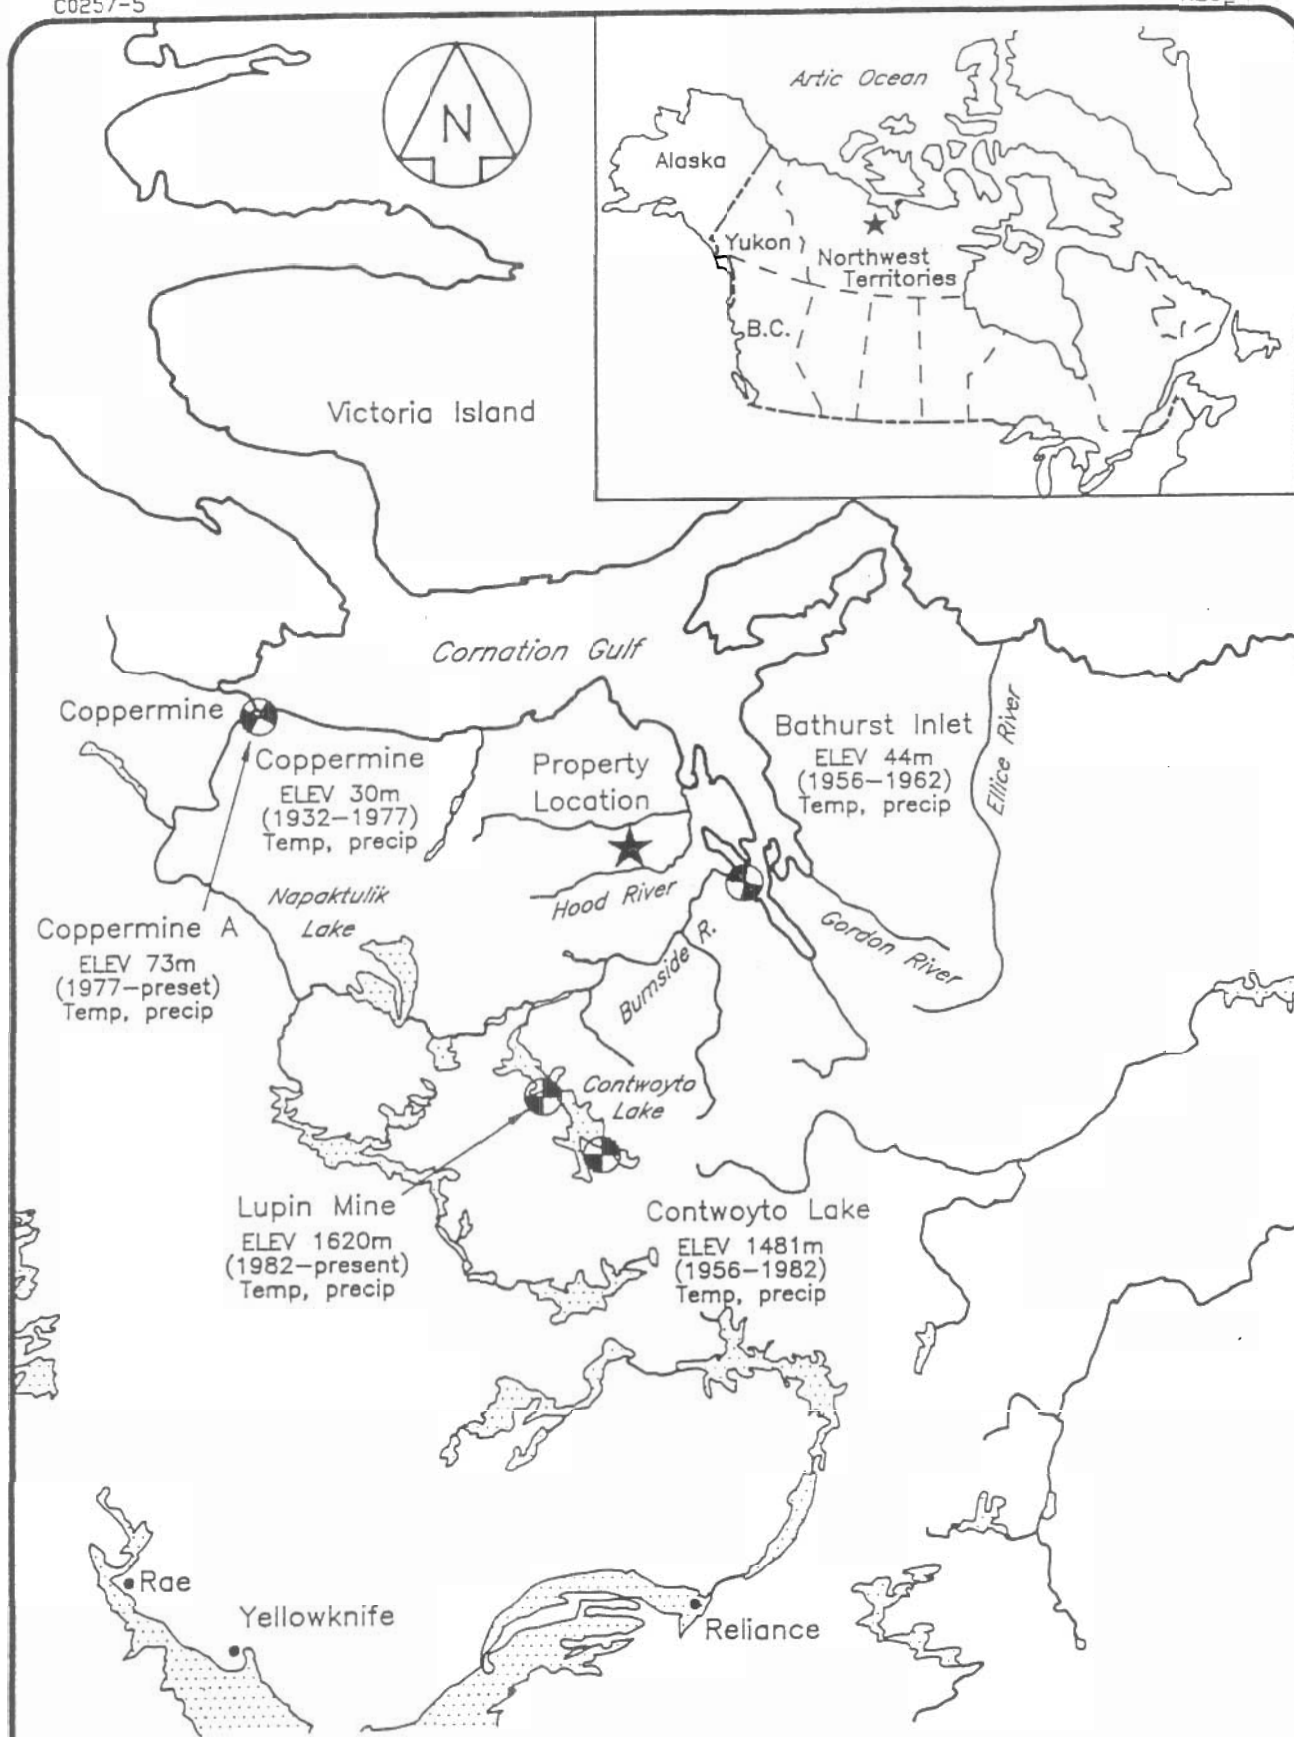 C0257-5
N
Artic Ocean
Alaska
Yukon
Northwest
Territories
B.C.
Victoria Island
Cornation Gulf
Coppermine
Coppermine
ELEV 30m
(1932-1977)
Temp, precip
Property
Location
Bathurst Inlet
ELEV 44m
(1956-1962)
Temp, precip
Ellice River
Napaktulik
Lake
Hood River
Coppermine A
ELEV 73m
(1977-preset)
Temp, precip
Burnside R.
Gordon River
Contwoyto
Lake
Lupin Mine
ELEV 1620m
(1982-present)
Temp, precip
Contwoyto Lake
ELEV 1481m
(1956-1982)
Temp, precip
Rae
Yellowknife
Reliance